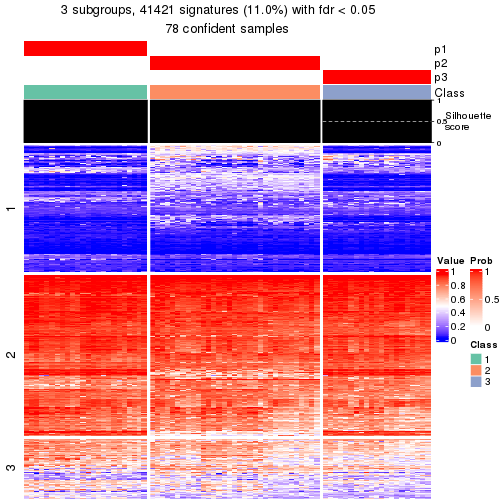 3 subgroups, 41421 signatures (11.0%) with fdr < 0.05
78 confident samples
p1
p2
p3
Class
1
0.5
0
Silhouette
score
1
2
3
Value
1
0.8
0.6
0.4
0.2
0
Prob
1
0.5
0
Class
1
2
3